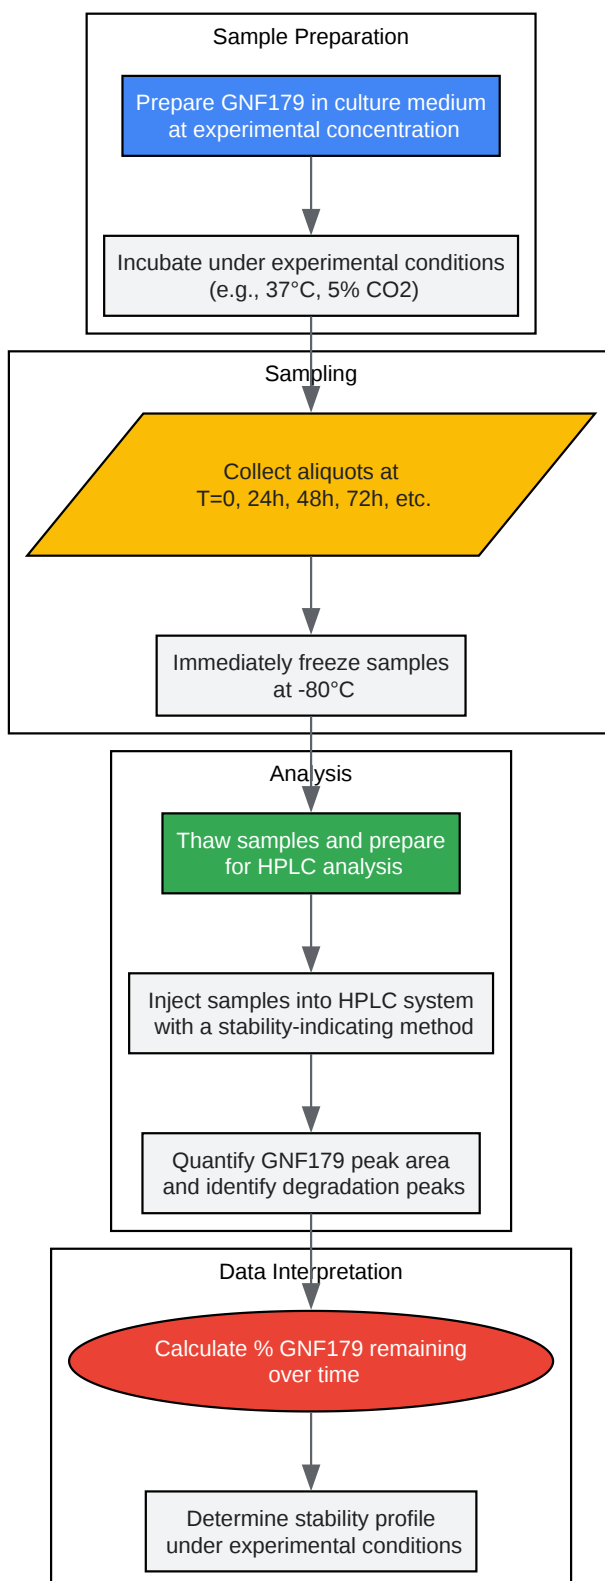 Sample Preparation
Prepare GNF179 in culture medium
at experimental concentration
Incubate under experimental conditions
(e.g., 37°C, 5% CO2)
Sampling
Collect aliquots at
T=0, 24h, 48h, 72h, etc.
Immediately freeze samples
at -80°C
Analysis
Thaw samples and prepare
for HPLC analysis
Inject samples into HPLC system
with a stability-indicating method
Quantify GNF179 peak area
and identify degradation peaks
Data Interpretation
Calculate % GNF179 remaining
over time
Determine stability profile
under experimental conditions